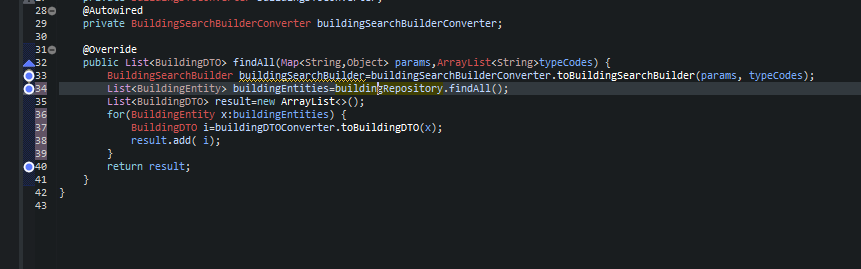 28 @Autowired
29 private BuildingSearchBuilderConverter buildingSearchBuilderConverter;
30
31 @Override
32 public List<BuildingDTO> findAll(Map<String,Object> params,ArrayList<String>typeCodes) {
33 BuildingSearchBuilder buildingSearchBuilder=buildingSearchBuilderConverter.toBuildingSearchBuilder(params, typeCodes);
34 List<BuildingEntity> buildingEntities=buildingRepository.findAll();
35 List<BuildingDTO> result=new ArrayList<>();
36 for(BuildingEntity x:buildingEntities) {
37 BuildingDTO i=buildingDTOConverter.toBuildingDTO(x);
38 result.add( i);
39 }
40 return result;
41 }
42 }
43